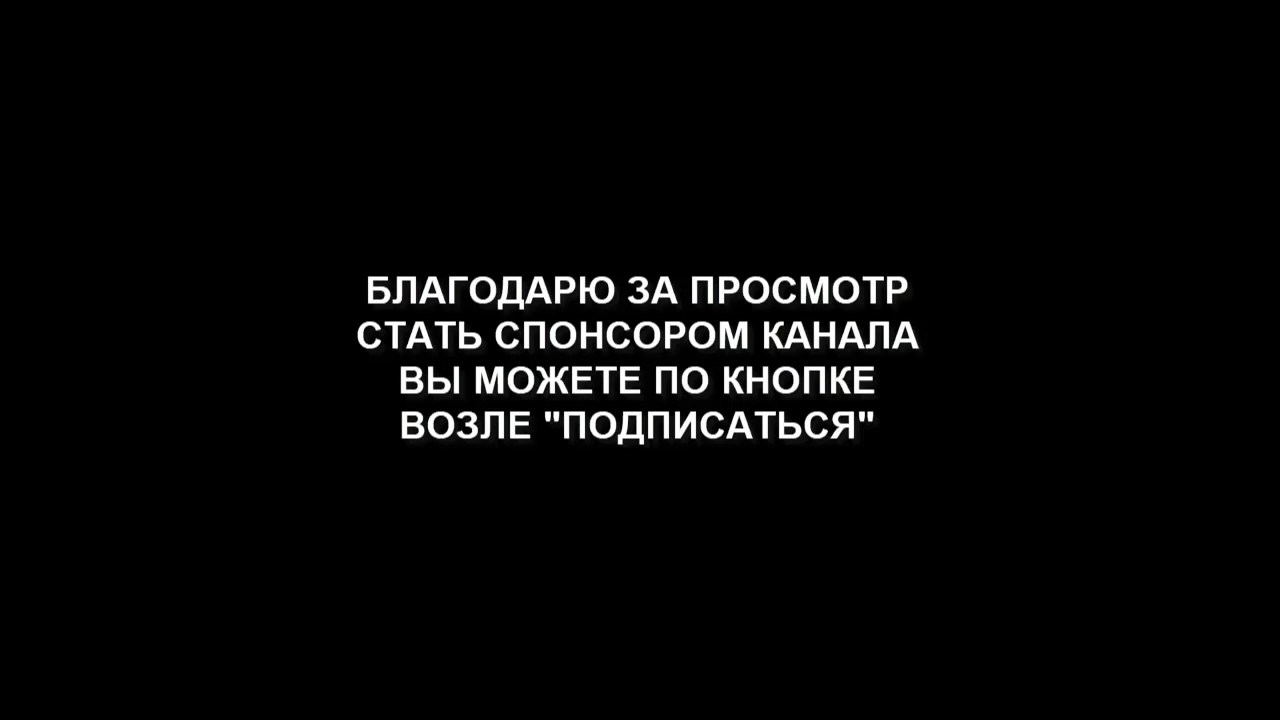 БЛАГОДАРЮ ЗА ПРОСМОТР
СТАТЬ СПОНСОРОМ КАНАЛА
ВЫ МОЖЕТЕ ПО КНОПКЕ
ВОЗЛЕ "ПОДПИСАТЬСЯ"